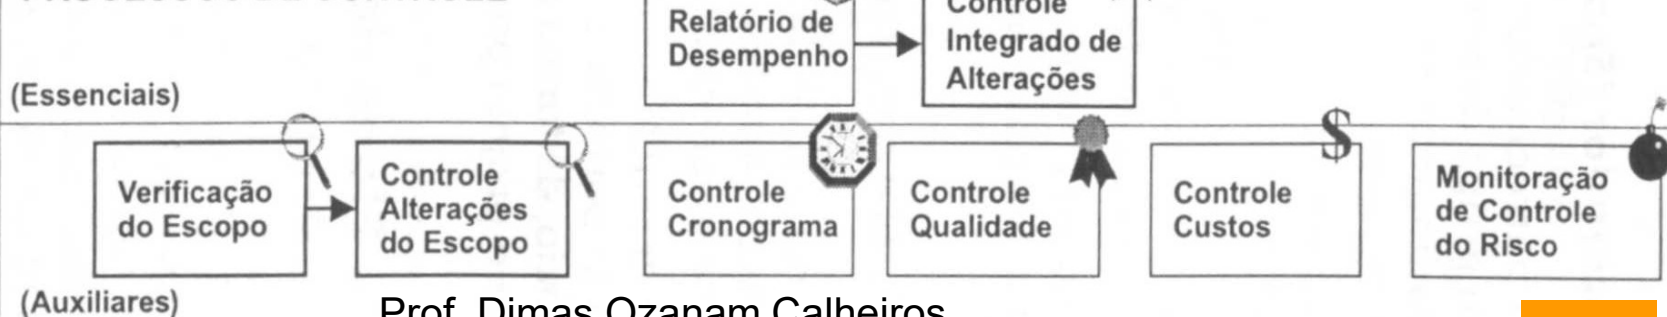 Relatório de
Desempenho
Controle
Integrado de
Alterações
(Essenciais)
Verificação
do Escopo
Controle
Alterações
do Escopo
Controle
Cronograma
Controle
Qualidade
$
Controle
Custos
Monitoração
de Controle
do Risco
(Auxiliares)
Prof. Dimas Ozanam Calheiros